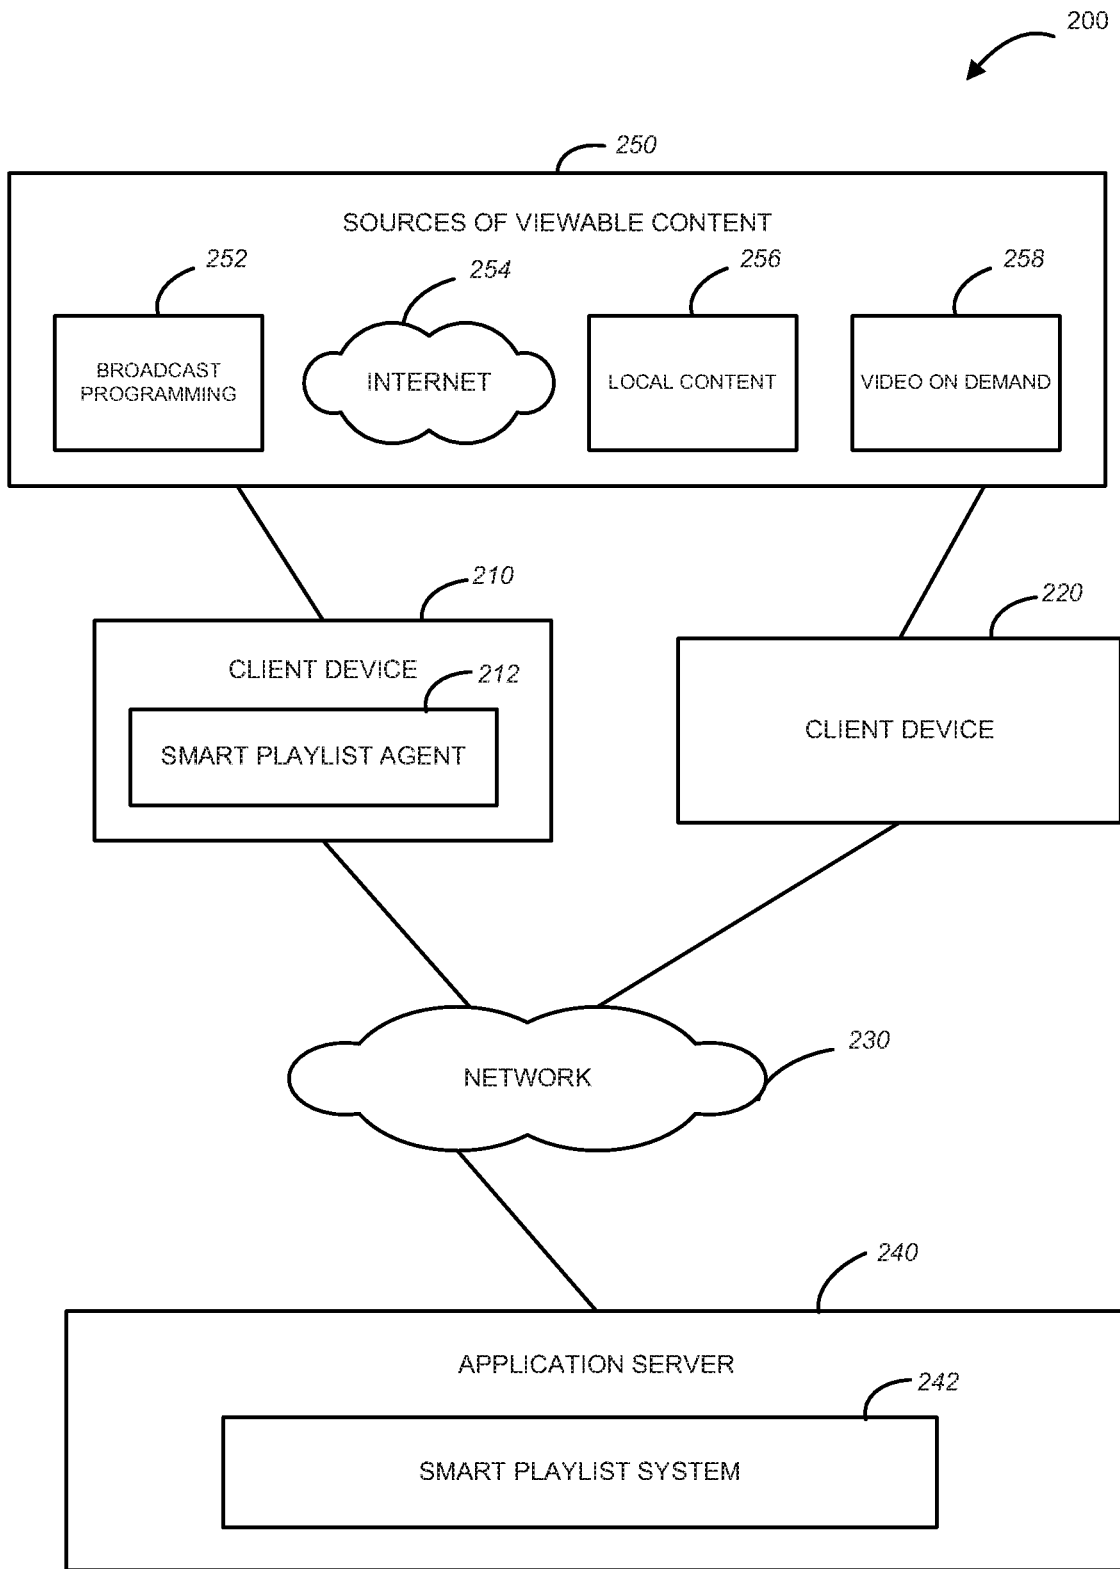 200
250
SOURCES OF VIEWABLE CONTENT
252
254
256
258
BROADCAST
PROGRAMMING
INTERNET
LOCAL CONTENT
VIDEO ON DEMAND
210
220
CLIENT DEVICE
212
SMART PLAYLIST AGENT
CLIENT DEVICE
230
NETWORK
240
APPLICATION SERVER
242
SMART PLAYLIST SYSTEM